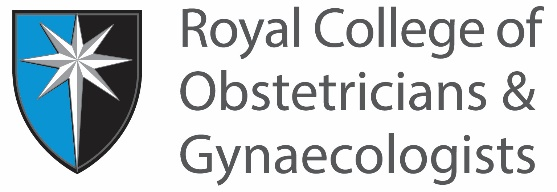 Royal College of
Obstetricians &
Gynaecologists